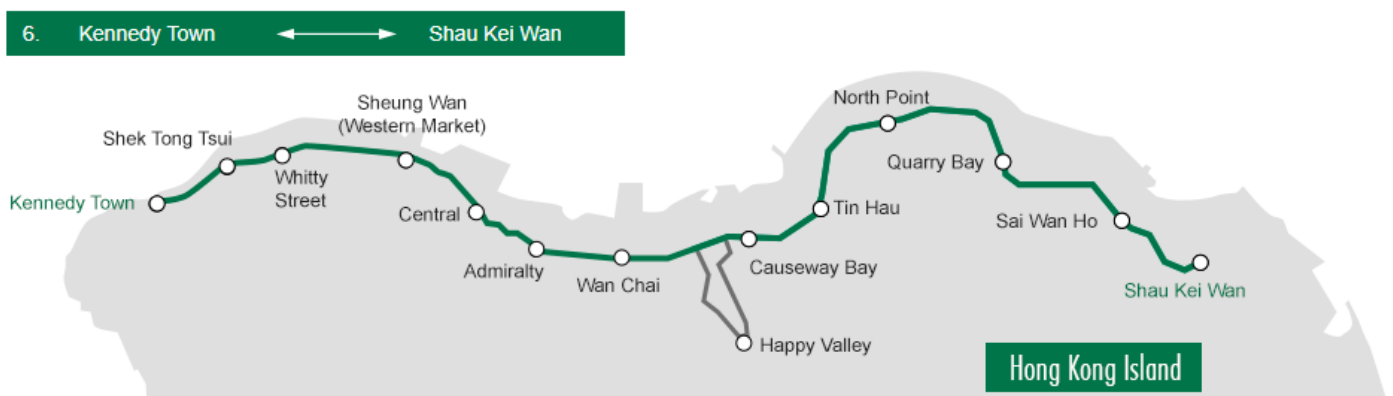 6. Kennedy Town Shau Kei Wan
Sheung Wan
(Western Market)
North Point
Shek Tong Tsui
Quarry Bay
Whitty
Street
Kennedy Town
Central
Tin Hau
Sai Wan Ho
Admiralty
Wan Chai
Causeway Bay
Shau Kei Wan
Happy Valley
Hong Kong Island